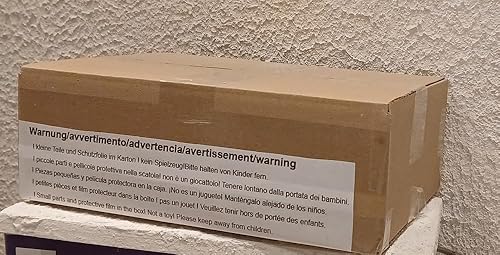 Warnung/avvertimento/advertencia/avertissement/warning
! kleine Teile und Schutzfolie im Karton ! kein Spielzeug!Bitte halten von Kinder fern.
! piccole parti e pellicola protettiva nella scatola! non è un giocattolo! Tenere lontano dalla portata dei bambini.
! Piezas pequeñas y película protectora en la caja. ¡No es un juguete! Manténgalo alejado de los niños.
! petites pièces et film protecteur dans la boîte ! pas un jouet ! Veuillez tenir hors de portée des enfants.
! Small parts and protective film in the box! Not a toy! Please keep away from children.